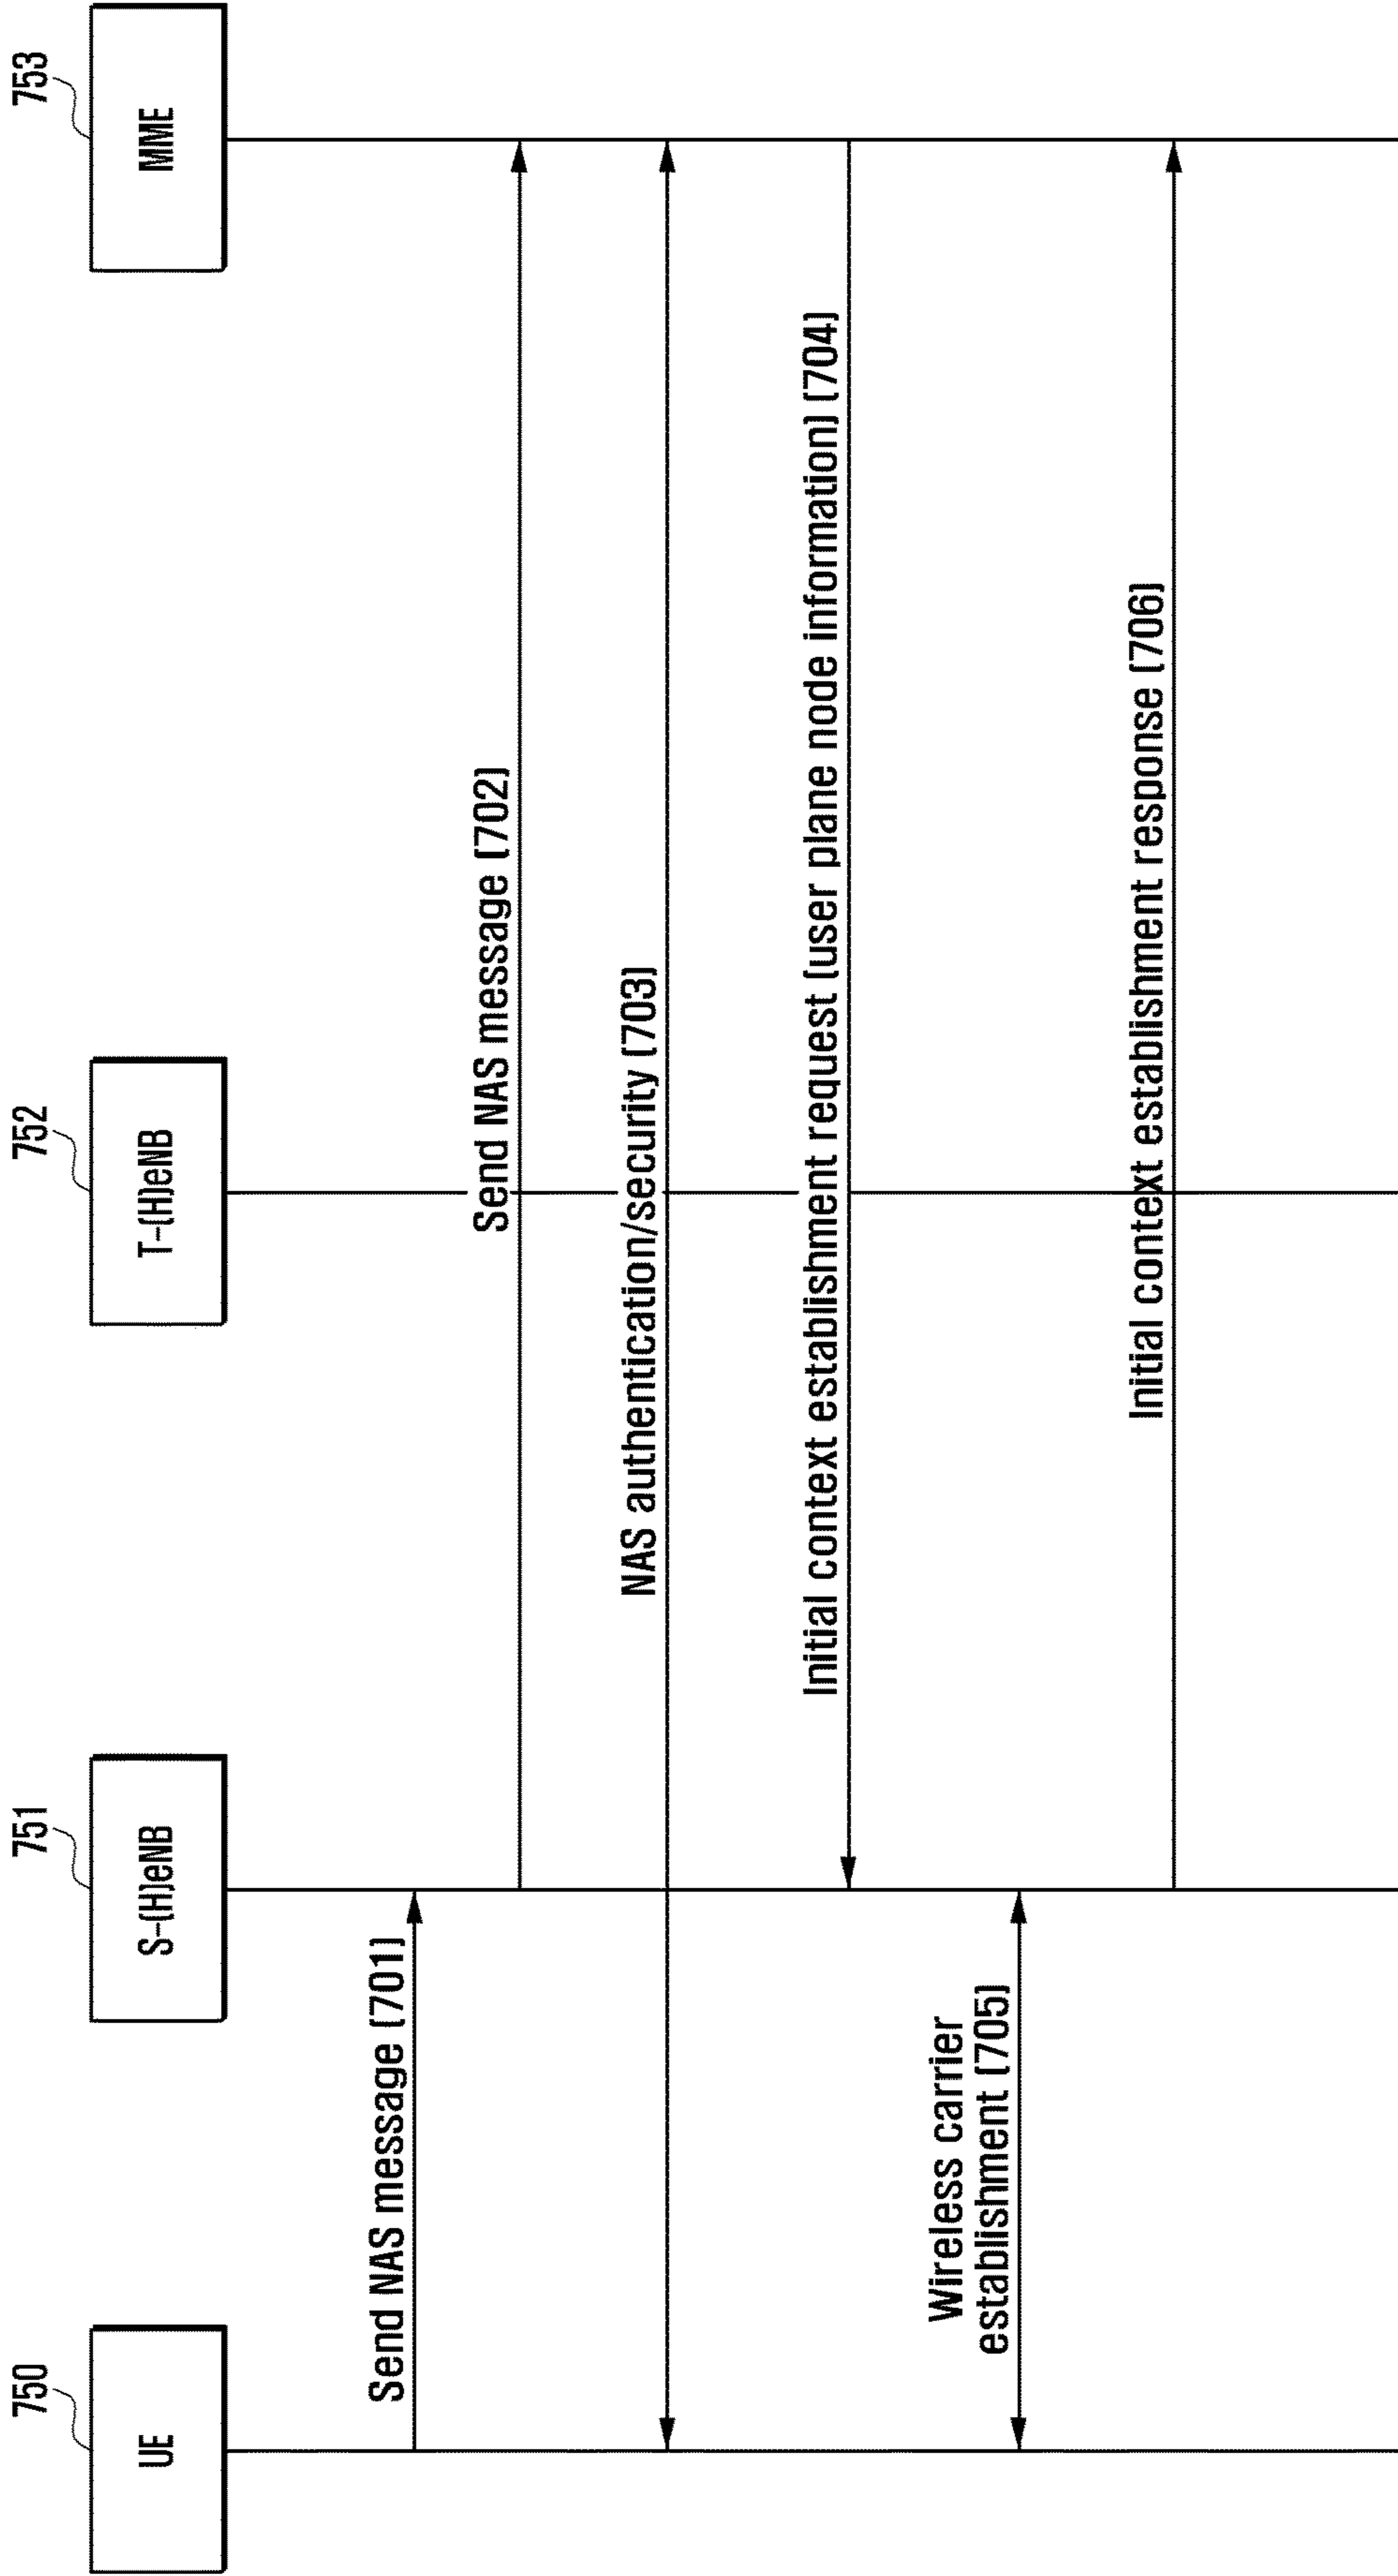 750
UE
751
S-(H)eNB
752
T-(H)eNB
753
MME
Send NAS message (701)
Send NAS message (702)
NAS authentication/security (703)
Initial context establishment request (user plane node information) (704)
Wireless carrier
establishment (705)
Initial context establishment response (706)